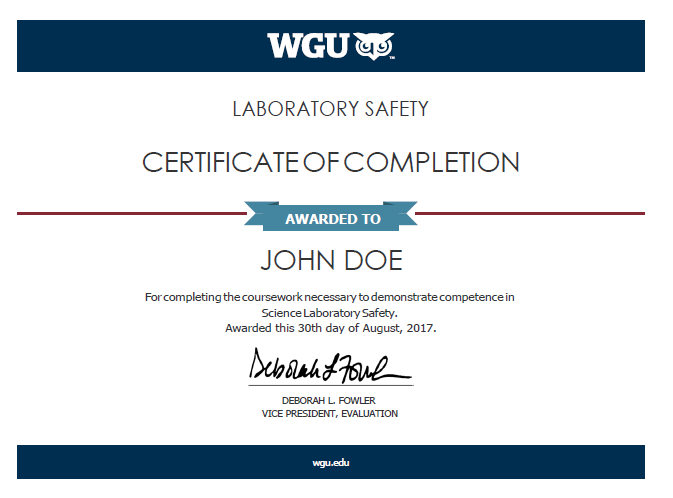 WGU
LABORATORY SAFETY
CERTIFICATE OF COMPLETION
AWARDED TO
JOHN DOE
For completing the coursework necessary to demonstrate competence in
Science Laboratory Safety.
Awarded this 30th day of August, 2017.
Deborah L Fowler
DEBORAH L. FOWLER
VICE PRESIDENT, EVALUATION
wgu.edu